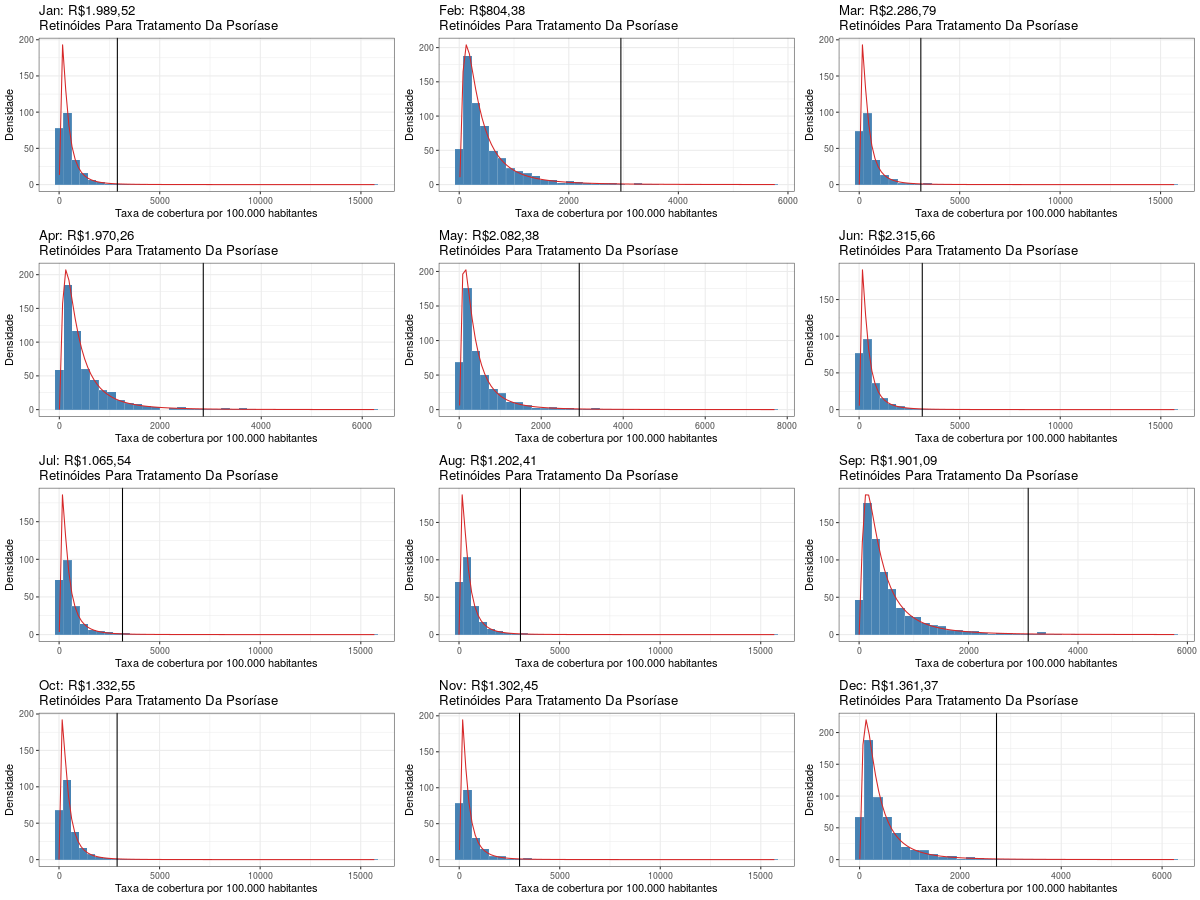 Jan: R$1.989,52
Retinóides Para Tratamento Da Psoríase
200
150
100
50
0
Densidade
0 5000 10000 15000
Taxa de cobertura por 100.000 habitantes
Feb: R$804,38
Retinóides Para Tratamento Da Psoríase
200
150
100
50
0
Densidade
0 2000 4000 6000
Taxa de cobertura por 100.000 habitantes
Mar: R$2.286,79
Retinóides Para Tratamento Da Psoríase
200
150
100
50
0
Densidade
0 5000 10000 15000
Taxa de cobertura por 100.000 habitantes
Apr: R$1.970,26
Retinóides Para Tratamento Da Psoríase
200
150
100
50
0
Densidade
0 2000 4000 6000
Taxa de cobertura por 100.000 habitantes
May: R$2.082,38
Retinóides Para Tratamento Da Psoríase
200
150
100
50
0
Densidade
0 2000 4000 6000 8000
Taxa de cobertura por 100.000 habitantes
Jun: R$2.315,66
Retinóides Para Tratamento Da Psoríase
150
100
50
0
Densidade
0 5000 10000 15000
Taxa de cobertura por 100.000 habitantes
Jul: R$1.065,54
Retinóides Para Tratamento Da Psoríase
150
100
50
0
Densidade
0 5000 10000 15000
Taxa de cobertura por 100.000 habitantes
Aug: R$1.202,41
Retinóides Para Tratamento Da Psoríase
150
100
50
0
Densidade
0 5000 10000 15000
Taxa de cobertura por 100.000 habitantes
Sep: R$1.901,09
Retinóides Para Tratamento Da Psoríase
150
100
50
0
Densidade
0 2000 4000 6000
Taxa de cobertura por 100.000 habitantes
Oct: R$1.332,55
Retinóides Para Tratamento Da Psoríase
200
150
100
50
0
Densidade
0 5000 10000 15000
Taxa de cobertura por 100.000 habitantes
Nov: R$1.302,45
Retinóides Para Tratamento Da Psoríase
200
150
100
50
0
Densidade
0 5000 10000 15000
Taxa de cobertura por 100.000 habitantes
Dec: R$1.361,37
Retinóides Para Tratamento Da Psoríase
200
150
100
50
0
Densidade
0 2000 4000 6000
Taxa de cobertura por 100.000 habitantes